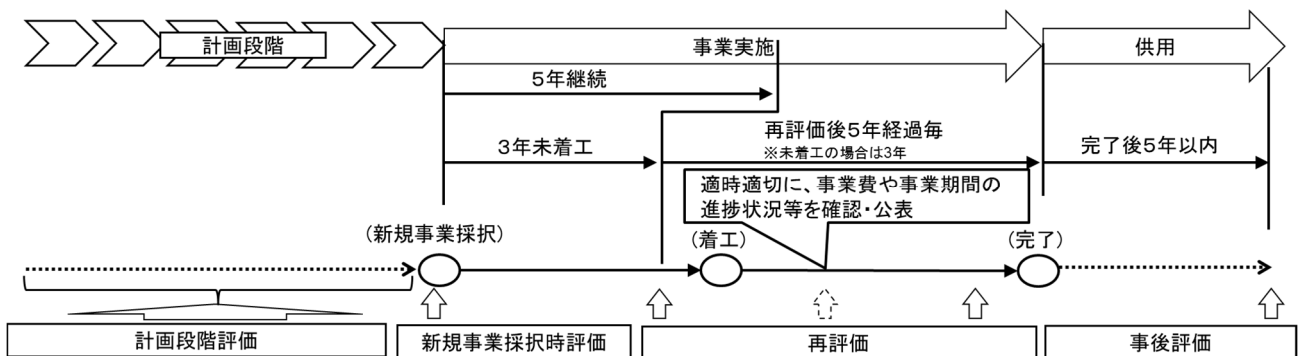 計画段階
事業実施
供用
5年継続
3年未着工
再評価後5年経過毎
※未着工の場合は3年
完了後5年以内
適時適切に、事業費や事業期間の
進捗状況等を確認・公表
(新規事業採択)
(着工)
(完了)
計画段階評価
新規事業採択時評価
再評価
事後評価